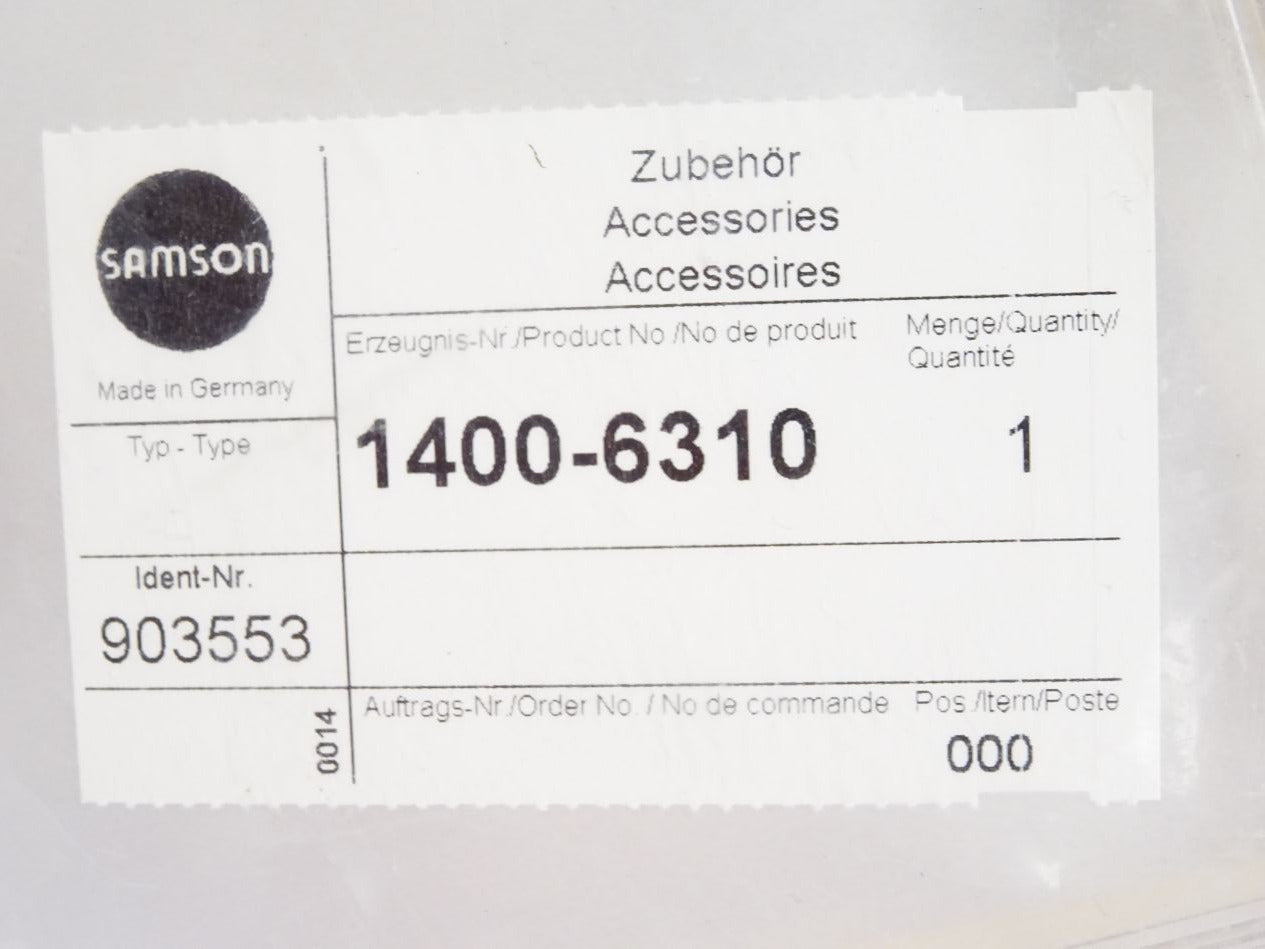 SAMSON
Made in Germany
Zubehör
Accessories
Accessoires
Erzeugnis-Nr./Product No./No de produit
Menge/Quantity/
Quantité
Typ - Type
1400-6310
1
Ident-Nr.
903553
0014
Auftrags-Nr./Order No. / No de commande
Pos./Item/Poste
000